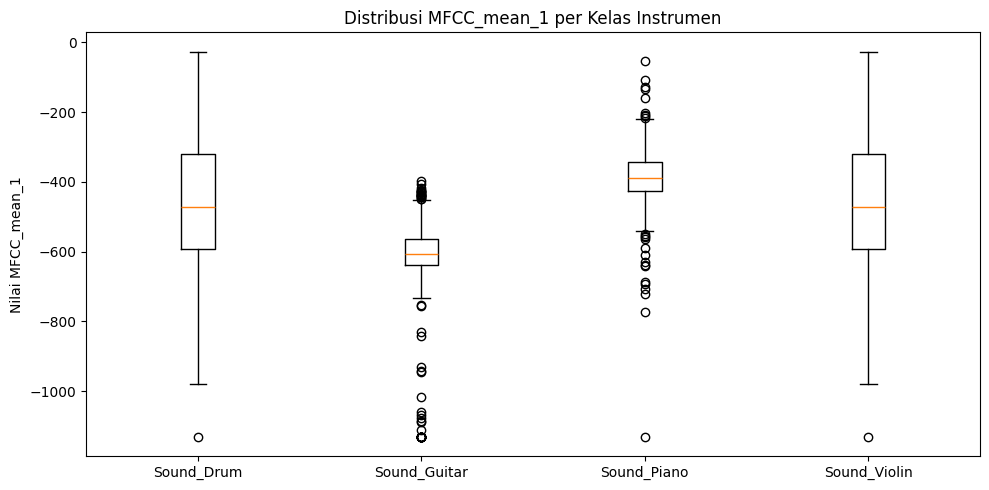 Distribusi MFCC_mean_1 per Kelas Instrumen
Nilai MFCC_mean_1
0
−200
−400
−600
−800
−1000
Sound_Drum
Sound_Guitar
Sound_Piano
Sound_Violin